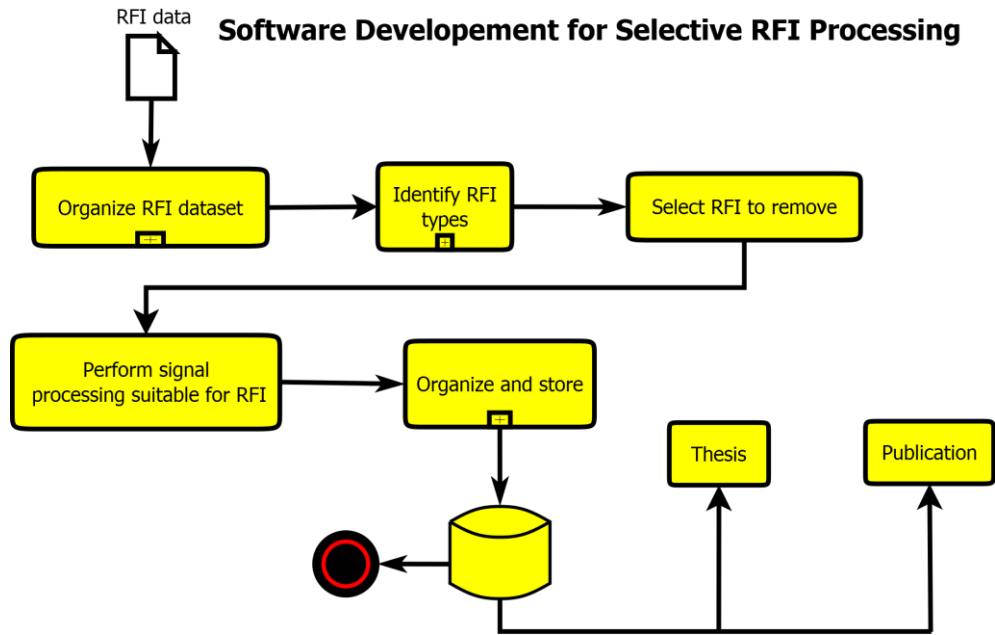 RFI data
Software Developement for Selective RFI Processing
Organize RFI dataset
Identify RFI
types
Select RFI to remove
Perform signal
processing suitable for RFI
Organize and store
Thesis
Publication